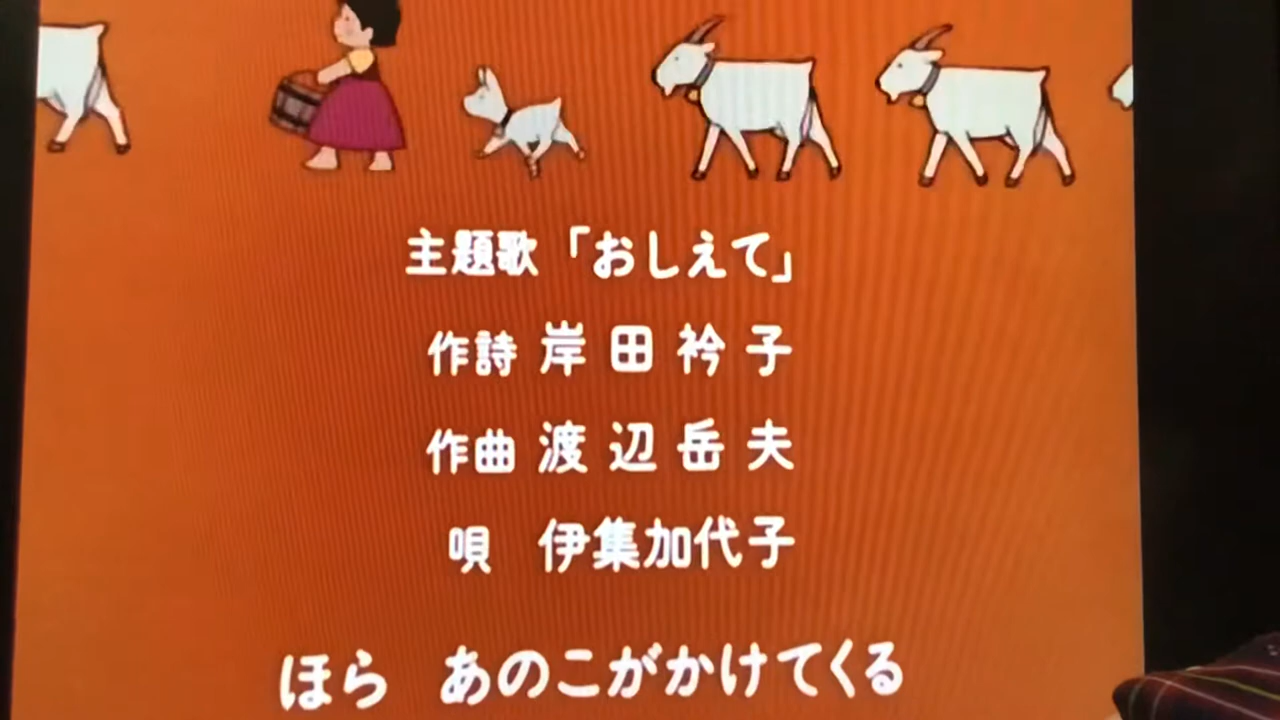 主題歌「おしえて」
作詩 岸田衿子
作曲 渡辺岳夫
唄 伊集加代子
ほら あのこがかけてくる